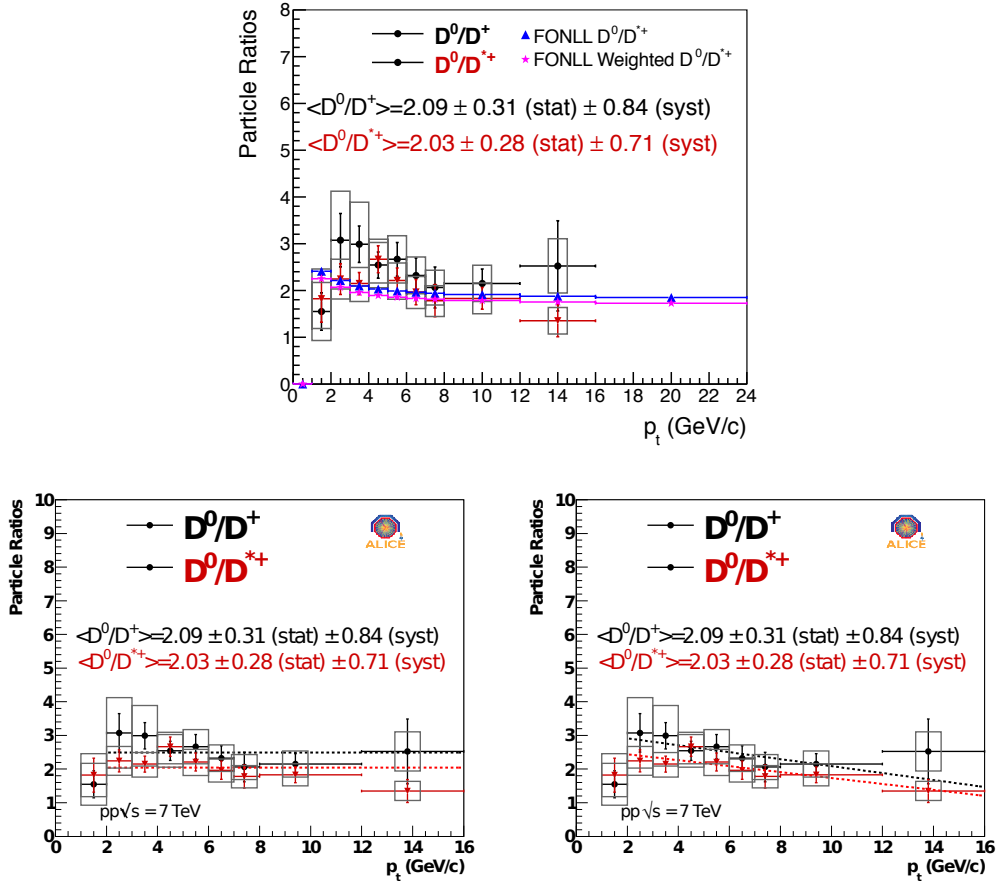 Particle Ratios
8
7
6
5
4
3
2
1
0
D⁰/D⁺
D⁰/D*⁺
FONLL D⁰/D*⁺
FONLL Weighted D⁰/D*⁺
<D⁰/D⁺>=2.09 ± 0.31 (stat) ± 0.84 (syst)
<D⁰/D*⁺>=2.03 ± 0.28 (stat) ± 0.71 (syst)
0 2 4 6 8 10 12 14 16 18 20 22 24
pₜ (GeV/c)
Particle Ratios
10
9
8
7
6
5
4
3
2
1
0
D⁰/D⁺
D⁰/D*⁺
ALICE
<D⁰/D⁺>=2.09 ± 0.31 (stat) ± 0.84 (syst)
<D⁰/D*⁺>=2.03 ± 0.28 (stat) ± 0.71 (syst)
pp√s = 7 TeV
0 2 4 6 8 10 12 14 16
pₜ (GeV/c)
Particle Ratios
10
9
8
7
6
5
4
3
2
1
0
D⁰/D⁺
D⁰/D*⁺
ALICE
<D⁰/D⁺>=2.09 ± 0.31 (stat) ± 0.84 (syst)
<D⁰/D*⁺>=2.03 ± 0.28 (stat) ± 0.71 (syst)
pp √s = 7 TeV
0 2 4 6 8 10 12 14 16
pₜ (GeV/c)